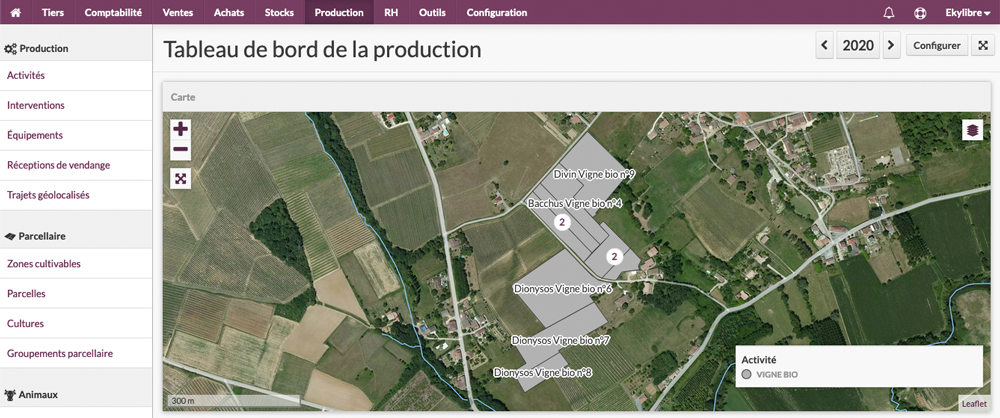 Tiers Comptabilité Ventes Achats Stocks Production RH Outils Configuration Ekylibre
Production
Activités
Interventions
Équipements
Réceptions de vendange
Trajets géolocalisés
Parcellaire
Zones cultivables
Parcelles
Cultures
Groupements parcellaire
Animaux
Tableau de bord de la production
2020
Configurer
Carte
Divin Vigne bio n°9
Bacchus Vigne bio n°4
2
2
Dionysos Vigne bio n°6
Dionysos Vigne bio n°7
Dionysos Vigne bio n°8
Activité
VIGNE BIO
300 m
Leaflet